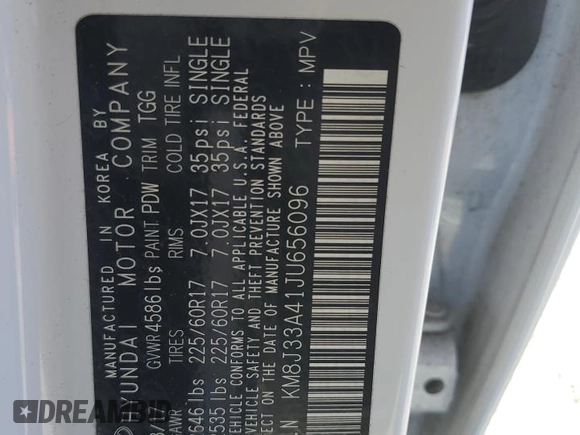 MANUFACTURED IN KOREA BY
HYUNDAI MOTOR COMPANY
GVWR 4586 lbs PAINT PDW TRIM TGG
GAWR TIRES RIMS COLD TIRE INFL
646 lbs 225/60R17 7.0JX17 35psi SINGLE
535 lbs 225/60R17 7.0JX17 35psi SINGLE
VEHICLE CONFORMS TO ALL APPLICABLE U.S.A. FEDERAL
VEHICLE SAFETY AND THEFT PREVENTION STANDARDS
ON THE DATE OF MANUFACTURE SHOWN ABOVE
KM8J33A41JU656096 TYPE : MPV
DREAMBID